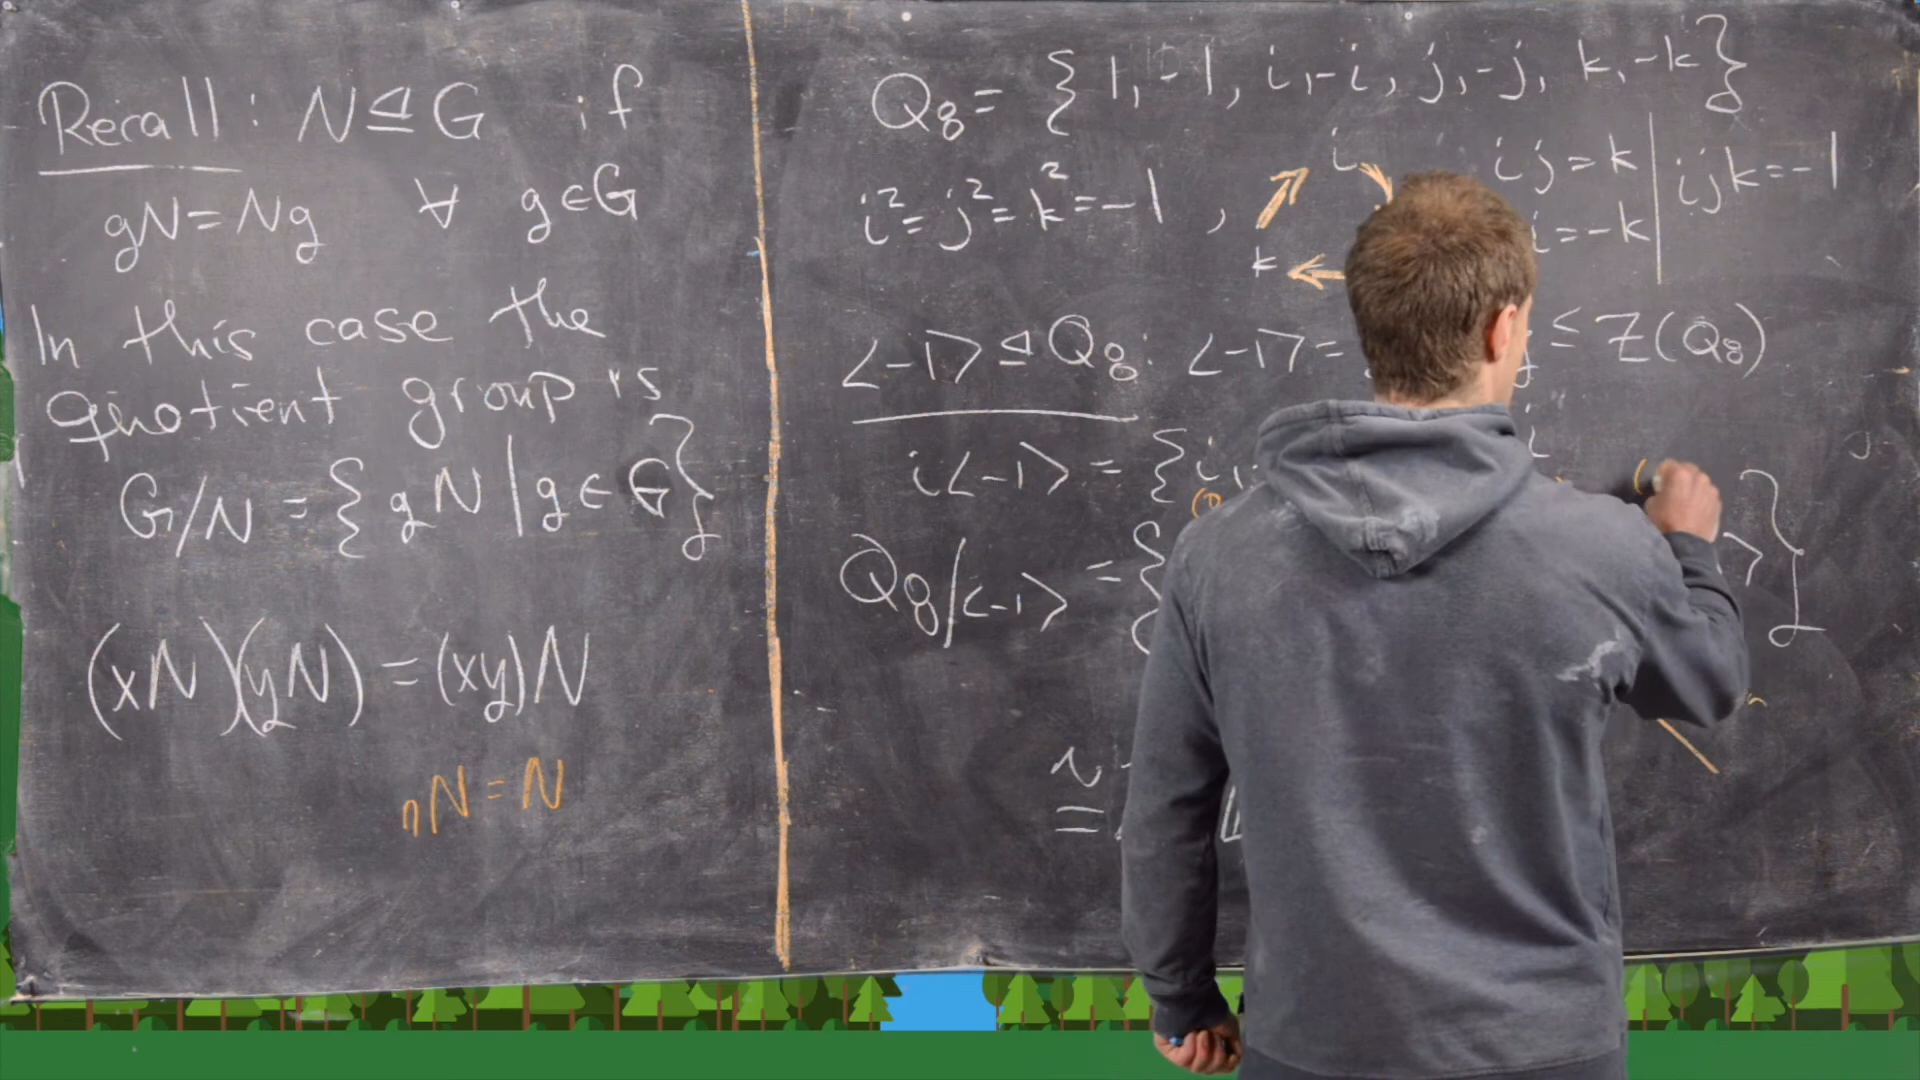 Recall: N ⊴ G if
gN = Ng ∀ g ∈ G
In this case the
quotient group is
G/N = { gN | g ∈ G }
(xN)(yN) = (xy)N
nN = N
Q₈ = { 1, -1, i, -i, j, -j, k, -k }
i² = j² = k² = -1 ,
i
k
ij = k
i = -k
ijk = -1
<-1> ⊴ Q₈: <-1> = ≤ Z(Q₈)
i<-1> = { i,
Q₈/<-1> = { > }
≅